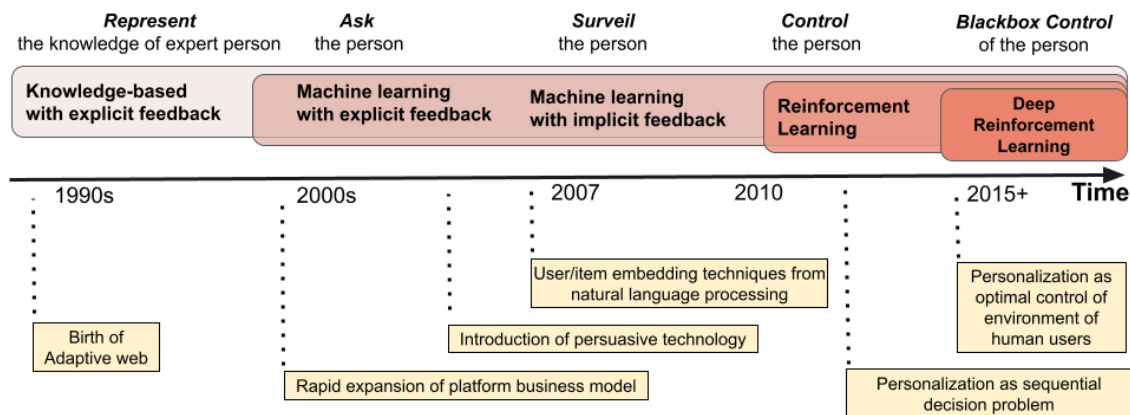 Represent
the knowledge of expert person
Ask
the person
Surveil
the person
Control
the person
Blackbox Control
of the person
Knowledge-based
with explicit feedback
Machine learning
with explicit feedback
Machine learning
with implicit feedback
Reinforcement
Learning
Deep
Reinforcement
Learning
1990s
2000s
2007
2010
2015+
Time
User/item embedding techniques from
natural language processing
Personalization as
optimal control of
environment of
human users
Birth of
Adaptive web
Introduction of persuasive technology
Rapid expansion of platform business model
Personalization as sequential
decision problem